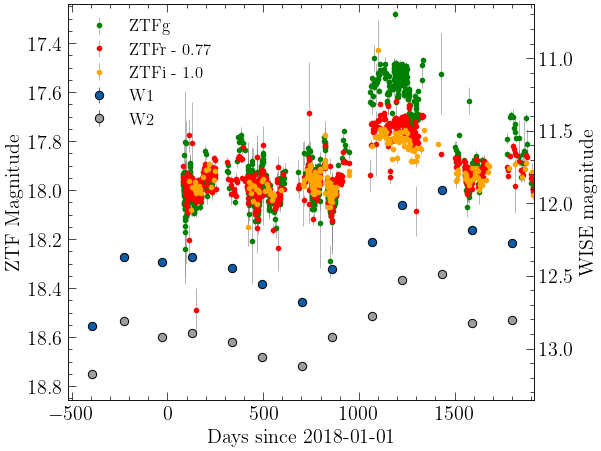 ZTFg
ZTFr - 0.77
ZTFi - 1.0
W1
W2
17.4
17.6
17.8
18.0
18.2
18.4
18.6
18.8
ZTF Magnitude
11.0
11.5
12.0
12.5
13.0
WISE magnitude
−500
0
500
1000
1500
Days since 2018-01-01